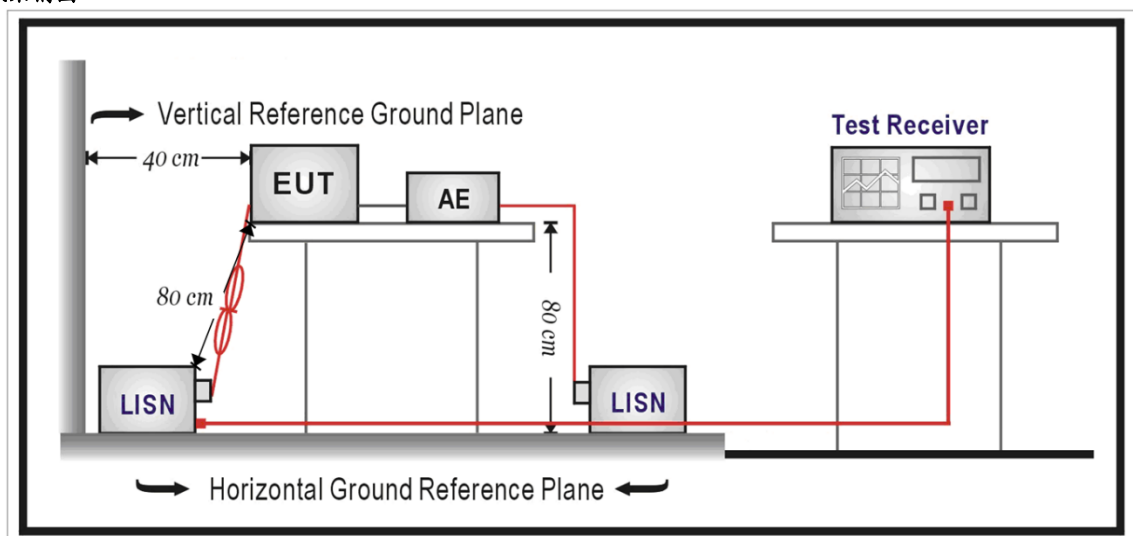 Vertical Reference Ground Plane
40 cm
EUT
AE
Test Receiver
80 cm
80 cm
LISN
LISN
Horizontal Ground Reference Plane